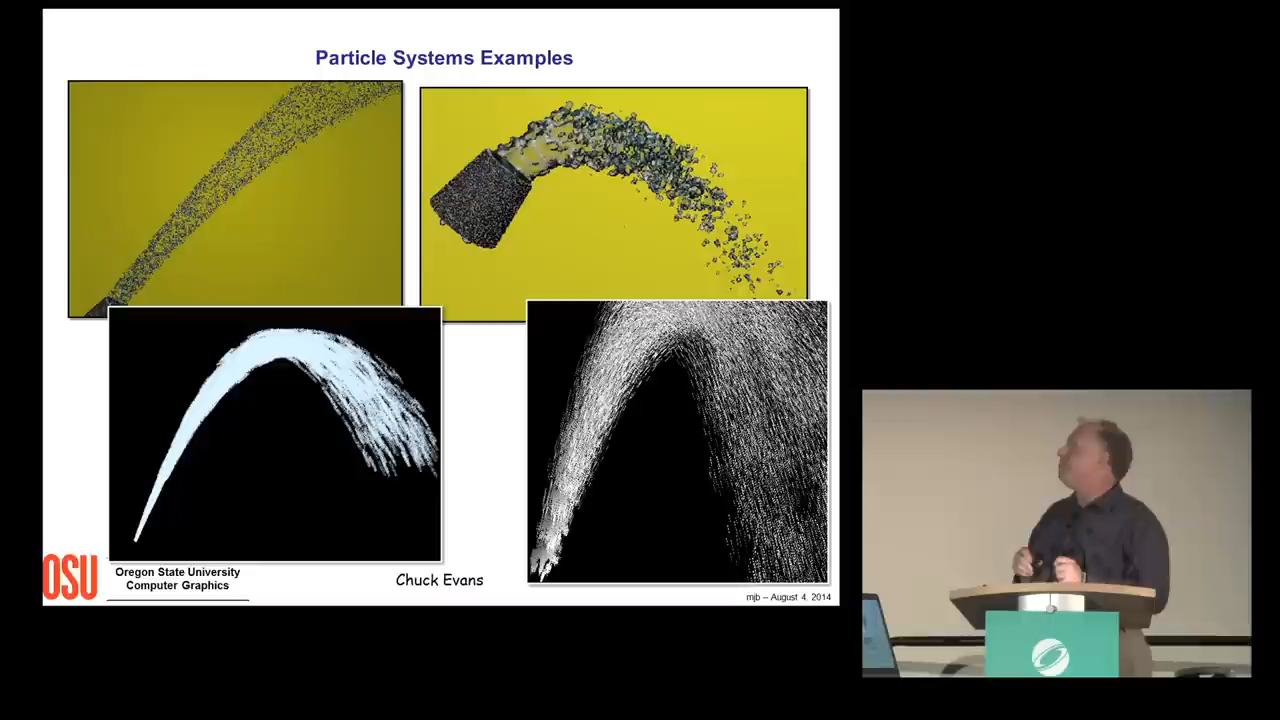 Particle Systems Examples
OSU
Oregon State University
Computer Graphics
Chuck Evans
mjb – August 4, 2014